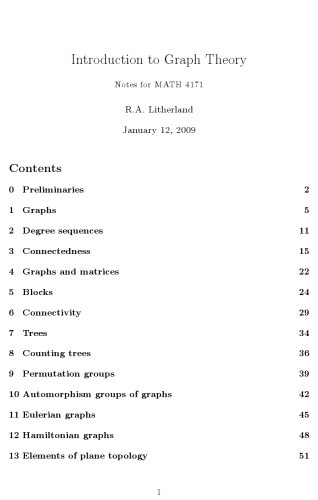 Introduction to Graph Theory
Notes for MATH 4171
R.A. Litherland
January 12, 2009
Contents
0 Preliminaries 2
1 Graphs 5
2 Degree sequences 11
3 Connectedness 15
4 Graphs and matrices 22
5 Blocks 24
6 Connectivity 29
7 Trees 34
8 Counting trees 36
9 Permutation groups 39
10 Automorphism groups of graphs 42
11 Eulerian graphs 45
12 Hamiltonian graphs 48
13 Elements of plane topology 51
1